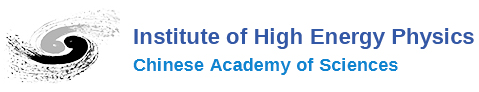 Institute of High Energy Physics
Chinese Academy of Sciences